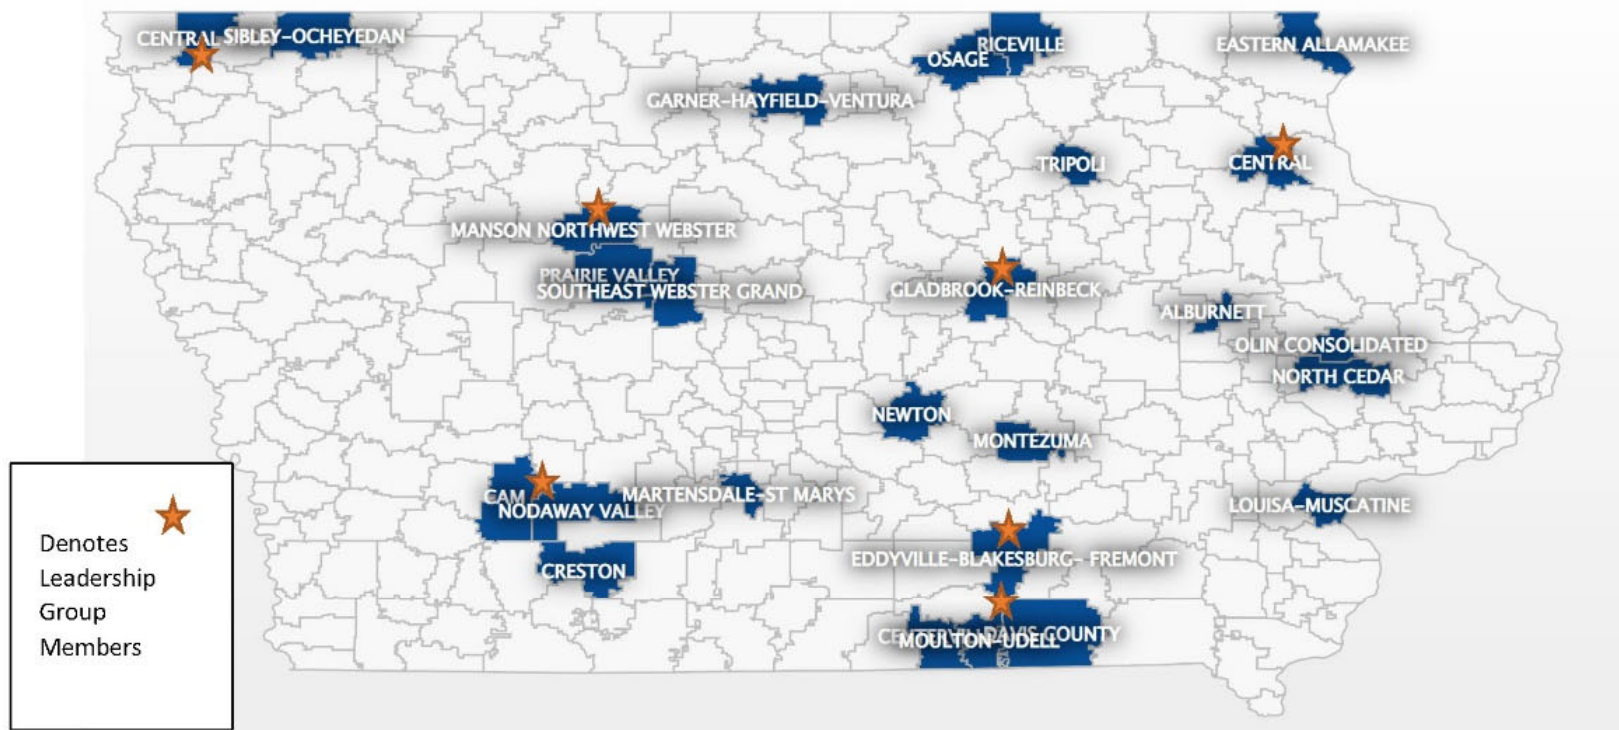 CENTRAL
SIBLEY-OCHEYEDAN
RICEVILLE
OSAGE
EASTERN ALLAMAKEE
GARNER-HAYFIELD-VENTURA
TRIPOLI
CENTRAL
MANSON NORTHWEST WEBSTER
PRAIRIE VALLEY
SOUTHEAST WEBSTER GRAND
GLADBROOK-REINBECK
ALBURNETT
OLIN CONSOLIDATED
NORTH CEDAR
NEWTON
MONTEZUMA
CAM
NODAWAY VALLEY
MARTENSDALE-ST MARYS
LOUISA-MUSCATINE
EDDYVILLE-BLAKESBURG- FREMONT
CRESTON
DAVIS COUNTY
MOULTON-UDELL
Denotes
Leadership
Group
Members